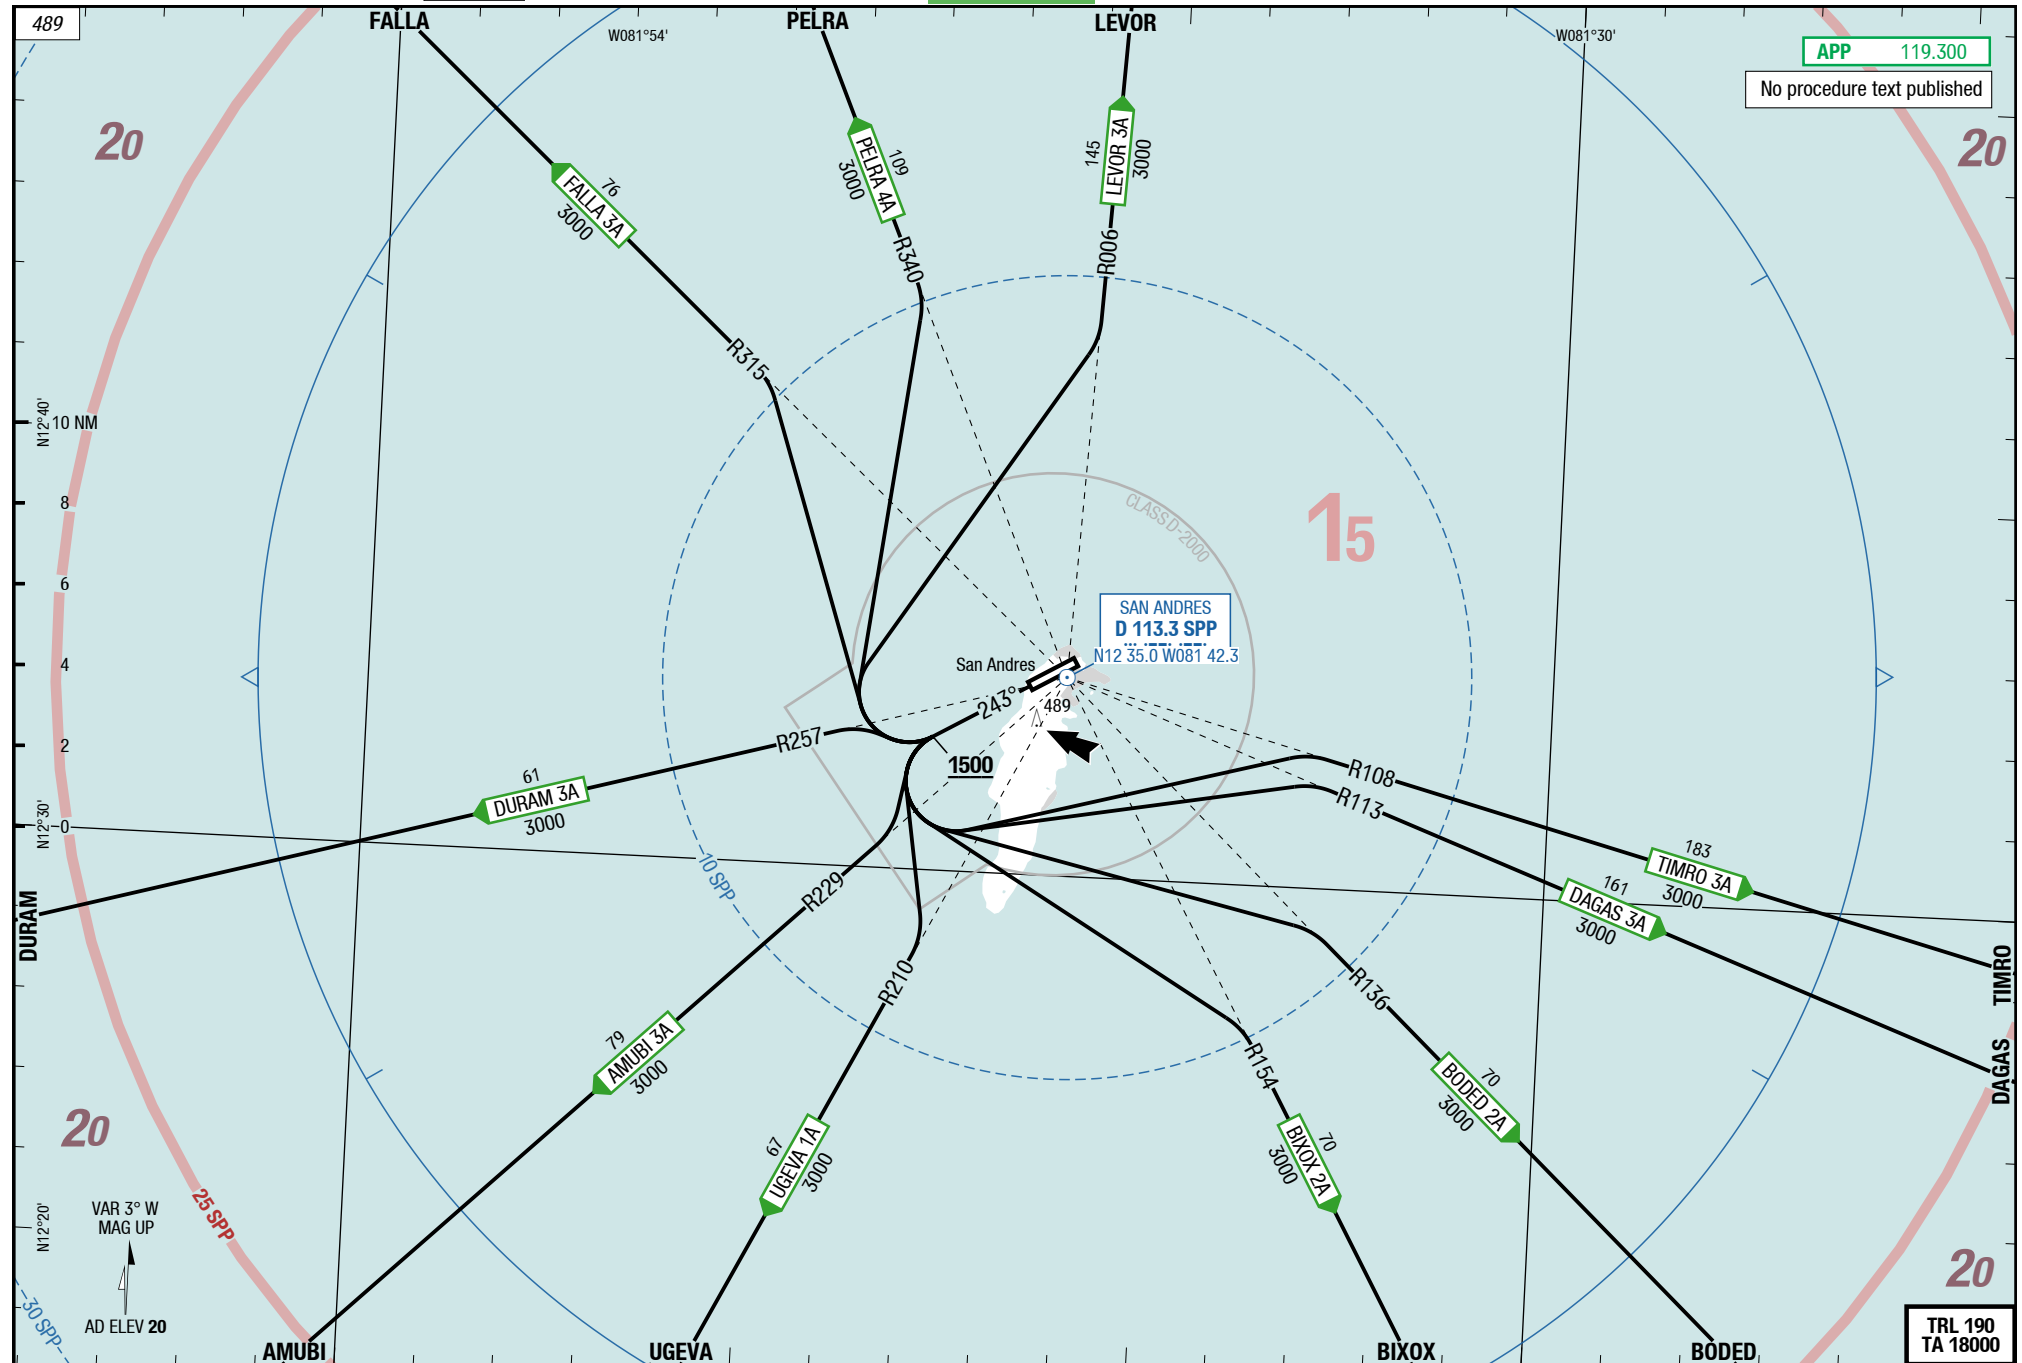 489
FALLA
PELRA
LEVOR
W081°54'
W081°30'
APP 119.300
No procedure text published
20
20
FALLA 3A
76
3000
PELRA 4A
109
3000
LEVOR 3A
145
3000
R340
R006
R315
N12°40'
10 NM
8
6
4
2
0
N12°30'
CLASS D-2000
15
SAN ANDRES
D 113.3 SPP
N12 35.0 W081 42.3
San Andres
243°
489
1500
R257
61
DURAM 3A
3000
R108
R113
183
TIMRO 3A
3000
161
DAGAS 3A
3000
10 SPP
DURAM
R229
R210
R136
R154
TIMRO
DAGAS
79
AMUBI 3A
3000
67
UGEVA 1A
3000
70
BIXOX 2A
3000
70
BODED 2A
3000
20
25 SPP
N12°20'
VAR 3° W
MAG UP
AD ELEV 20
30 SPP
20
TRL 190
TA 18000
AMUBI
UGEVA
BIXOX
BODED